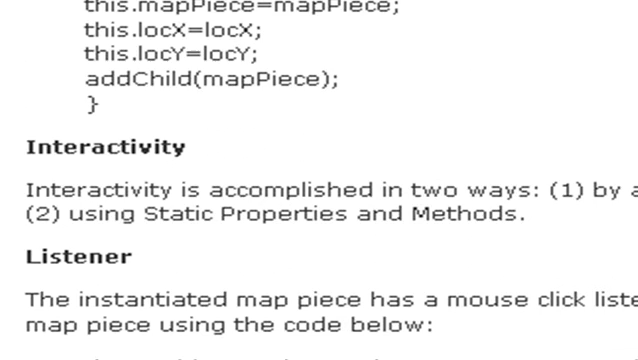 this.mapPiece=mapPiece;
this.locX=locX;
this.locY=locY;
addChild(mapPiece);
}
Interactivity
Interactivity is accomplished in two ways: (1) by
(2) using Static Properties and Methods.
Listener
The instantiated map piece has a mouse click
map piece using the code below: